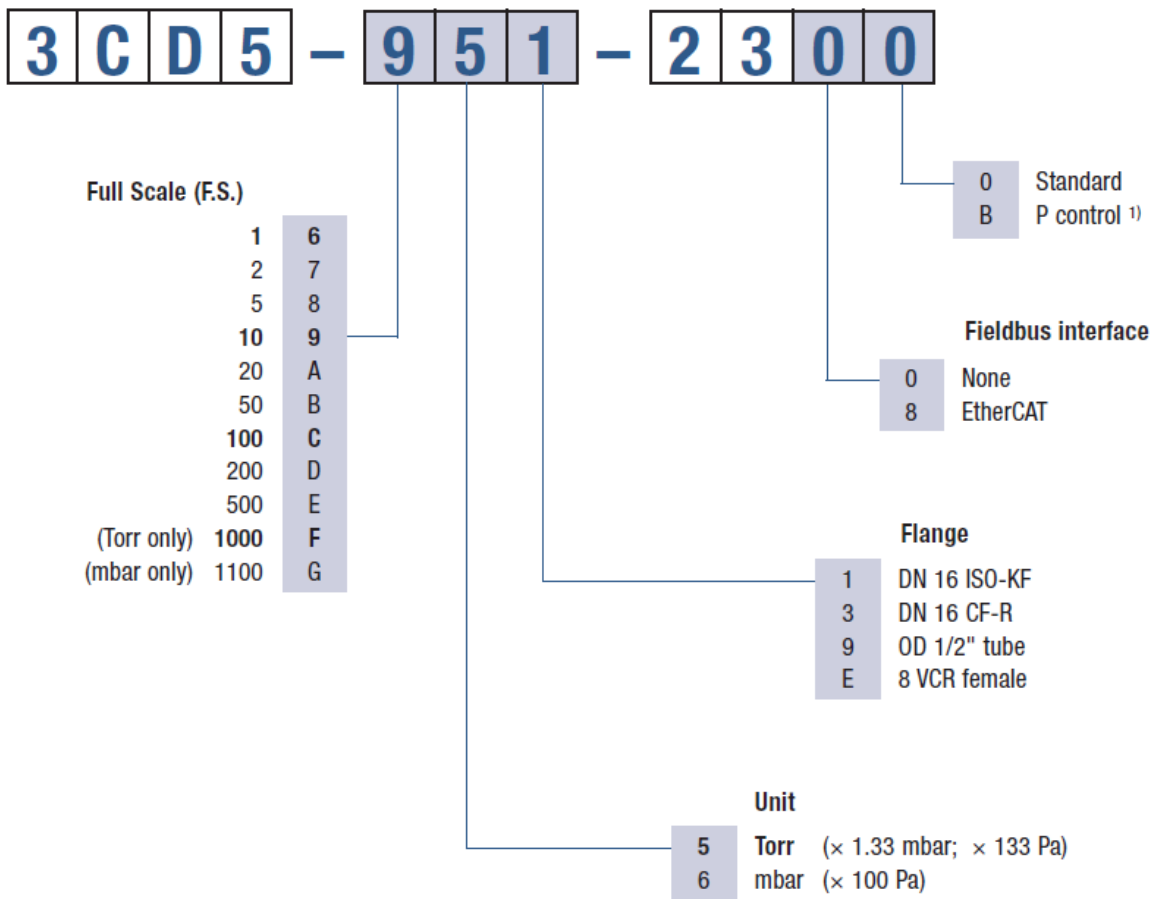 3CD5 – 951 – 2300
0 Standard
B P control 1)
Full Scale (F.S.)
1 6
2 7
5 8
10 9
20 A
50 B
100 C
200 D
500 E
(Torr only) 1000 F
(mbar only) 1100 G
Fieldbus interface
0 None
8 EtherCAT
Flange
1 DN 16 ISO-KF
3 DN 16 CF-R
9 OD 1/2" tube
E 8 VCR female
Unit
5 Torr (× 1.33 mbar; × 133 Pa)
6 mbar (× 100 Pa)